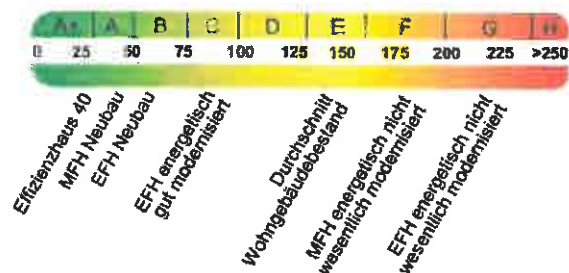 A+ A B C D E F G H
0 25 50 75 100 125 150 175 200 225 >250
Effizienzhaus 40
MFH Neubau
EFH Neubau
EFH energetisch
gut modernisiert
Durchschnitt
Wohngebäudebestand
MFH energetisch nicht
wesentlich modernisiert
EFH energetisch nicht
wesentlich modernisiert